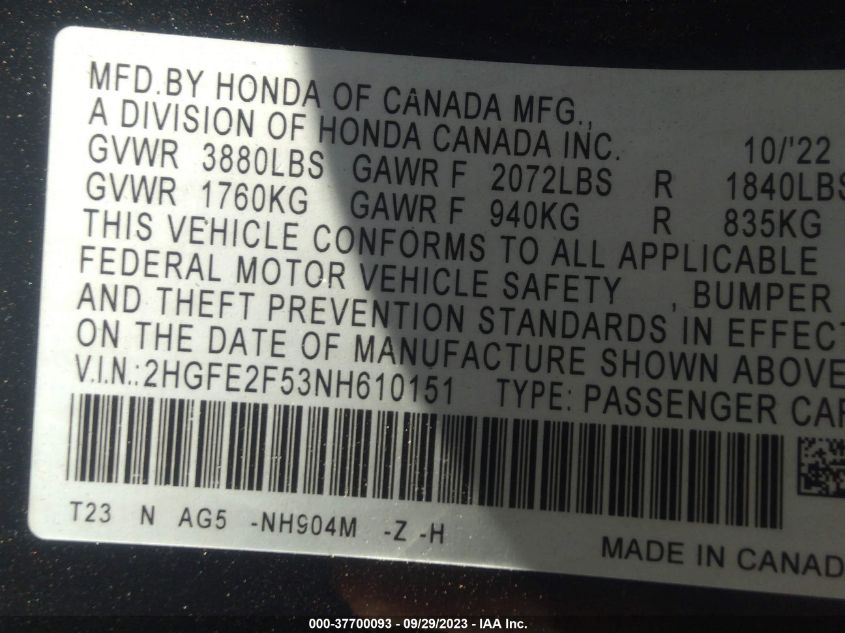 MFD.BY HONDA OF CANADA MFG.,
A DIVISION OF HONDA CANADA INC. 10/'22
GVWR 3880LBS GAWR F 2072LBS R 1840LBS
GVWR 1760KG GAWR F 940KG R 835KG
THIS VEHICLE CONFORMS TO ALL APPLICABLE
FEDERAL MOTOR VEHICLE SAFETY , BUMPER
AND THEFT PREVENTION STANDARDS IN EFFECT
ON THE DATE OF MANUFACTURE SHOWN ABOVE
V.I.N.:2HGFE2F53NH610151 TYPE: PASSENGER CAR
T23 N AG5 -NH904M -Z -H
MADE IN CANAD
000-37700093 / 09/29/2023 - IAA Inc.